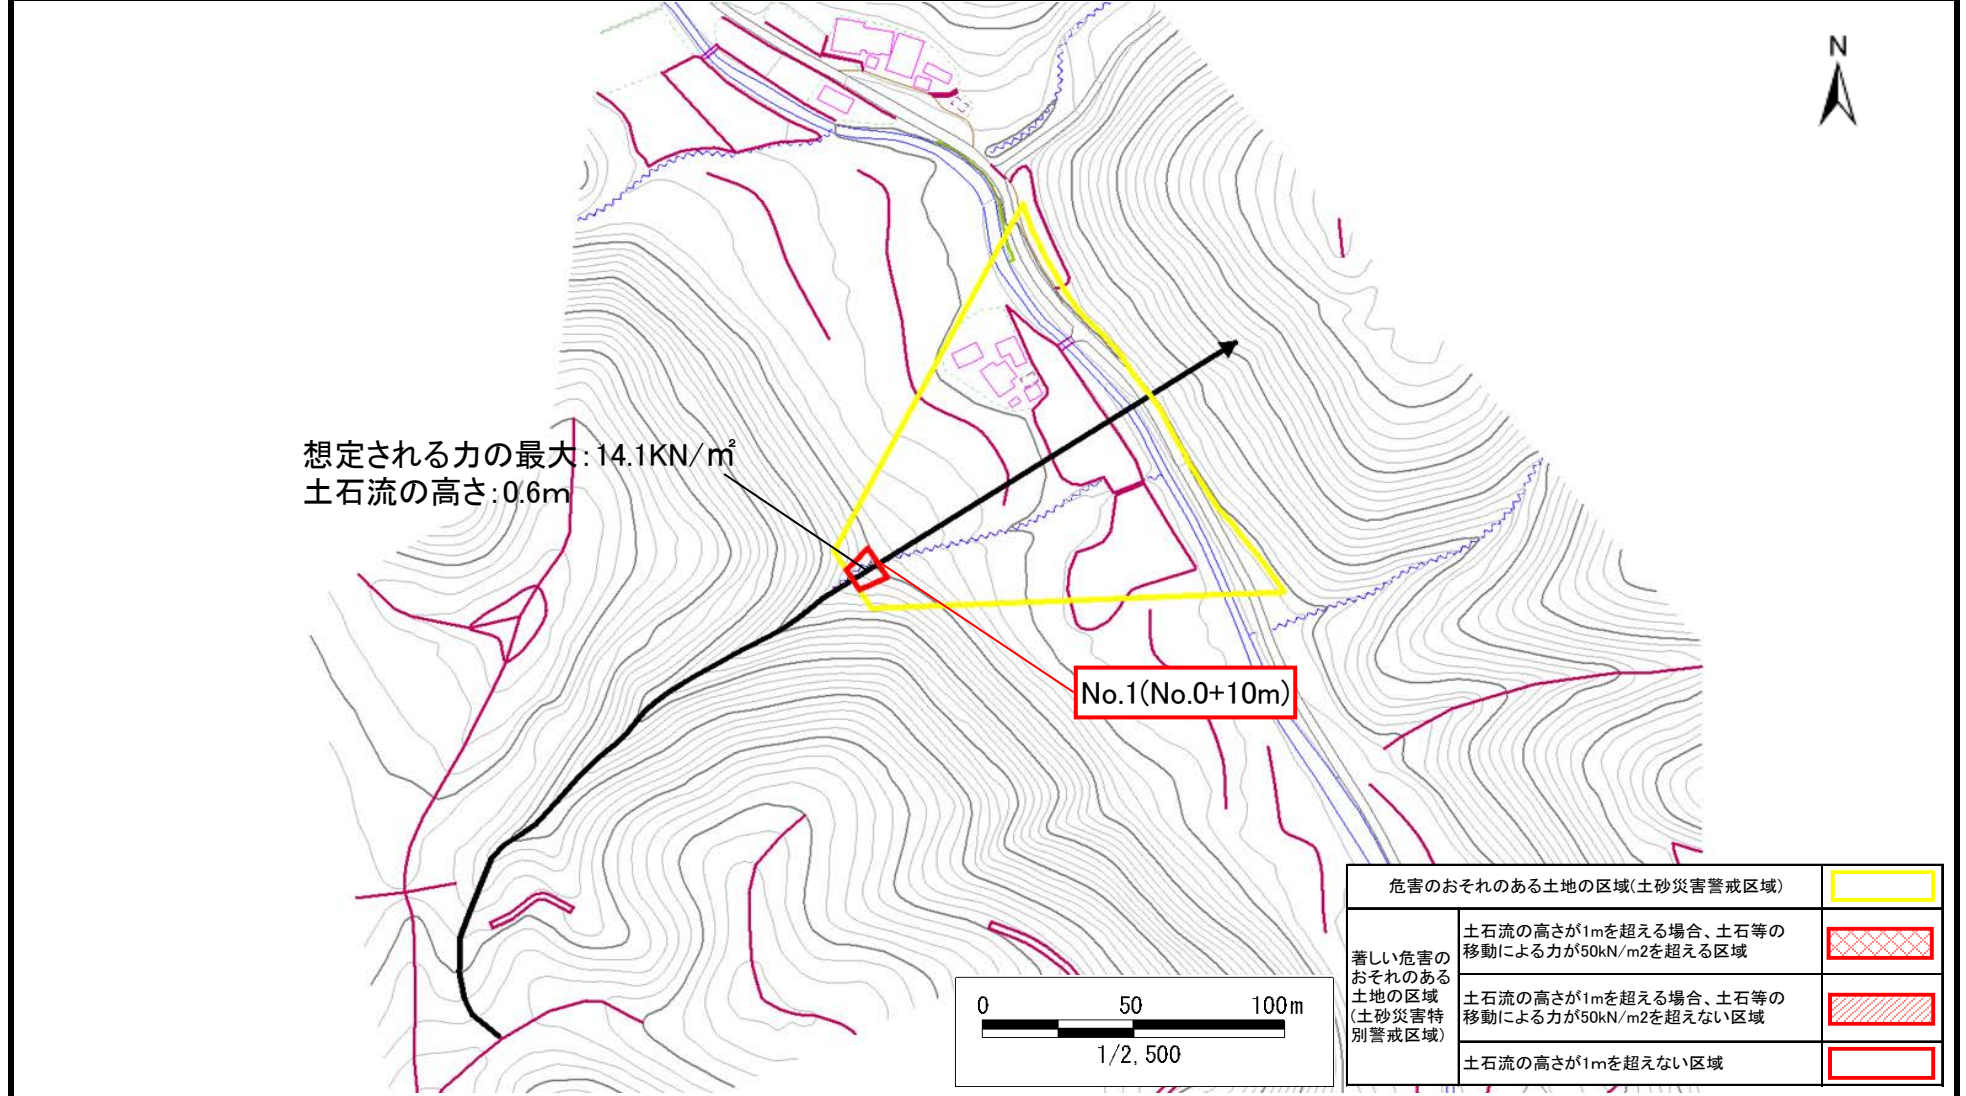 N
想定される力の最大:14.1KN/㎡
土石流の高さ:0.6m
No.1(No.0+10m)
0 50 100m
1/2,500
危害のおそれのある土地の区域(土砂災害警戒区域)
著しい危害の
おそれのある
土地の区域
(土砂災害特
別警戒区域)
土石流の高さが1mを超える場合、土石等の
移動による力が50kN/m2を超える区域
土石流の高さが1mを超える場合、土石等の
移動による力が50kN/m2を超えない区域
土石流の高さが1mを超えない区域